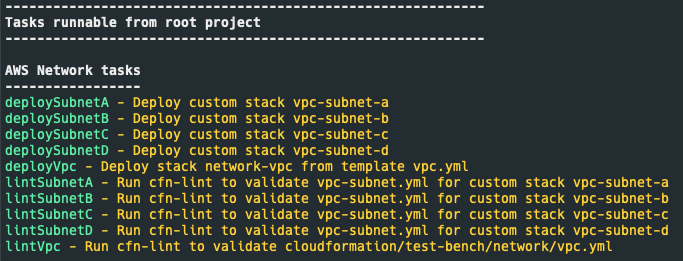 ------------------------------------------------------------
Tasks runnable from root project
------------------------------------------------------------
AWS Network tasks
-----------------
deploySubnetA - Deploy custom stack vpc-subnet-a
deploySubnetB - Deploy custom stack vpc-subnet-b
deploySubnetC - Deploy custom stack vpc-subnet-c
deploySubnetD - Deploy custom stack vpc-subnet-d
deployVpc - Deploy stack network-vpc from template vpc.yml
lintSubnetA - Run cfn-lint to validate vpc-subnet.yml for custom stack vpc-subnet-a
lintSubnetB - Run cfn-lint to validate vpc-subnet.yml for custom stack vpc-subnet-b
lintSubnetC - Run cfn-lint to validate vpc-subnet.yml for custom stack vpc-subnet-c
lintSubnetD - Run cfn-lint to validate vpc-subnet.yml for custom stack vpc-subnet-d
lintVpc - Run cfn-lint to validate cloudformation/test-bench/network/vpc.yml